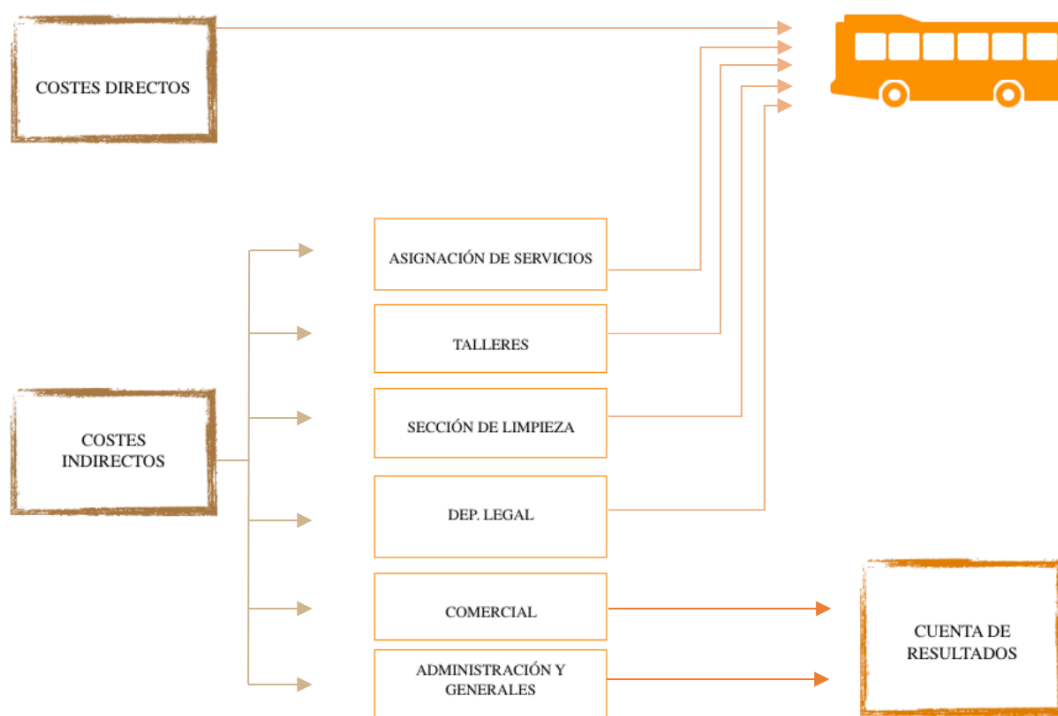 COSTES DIRECTOS
ASIGNACIÓN DE SERVICIOS
TALLERES
SECCIÓN DE LIMPIEZA
COSTES
INDIRECTOS
DEP. LEGAL
COMERCIAL
ADMINISTRACIÓN Y
GENERALES
CUENTA DE
RESULTADOS